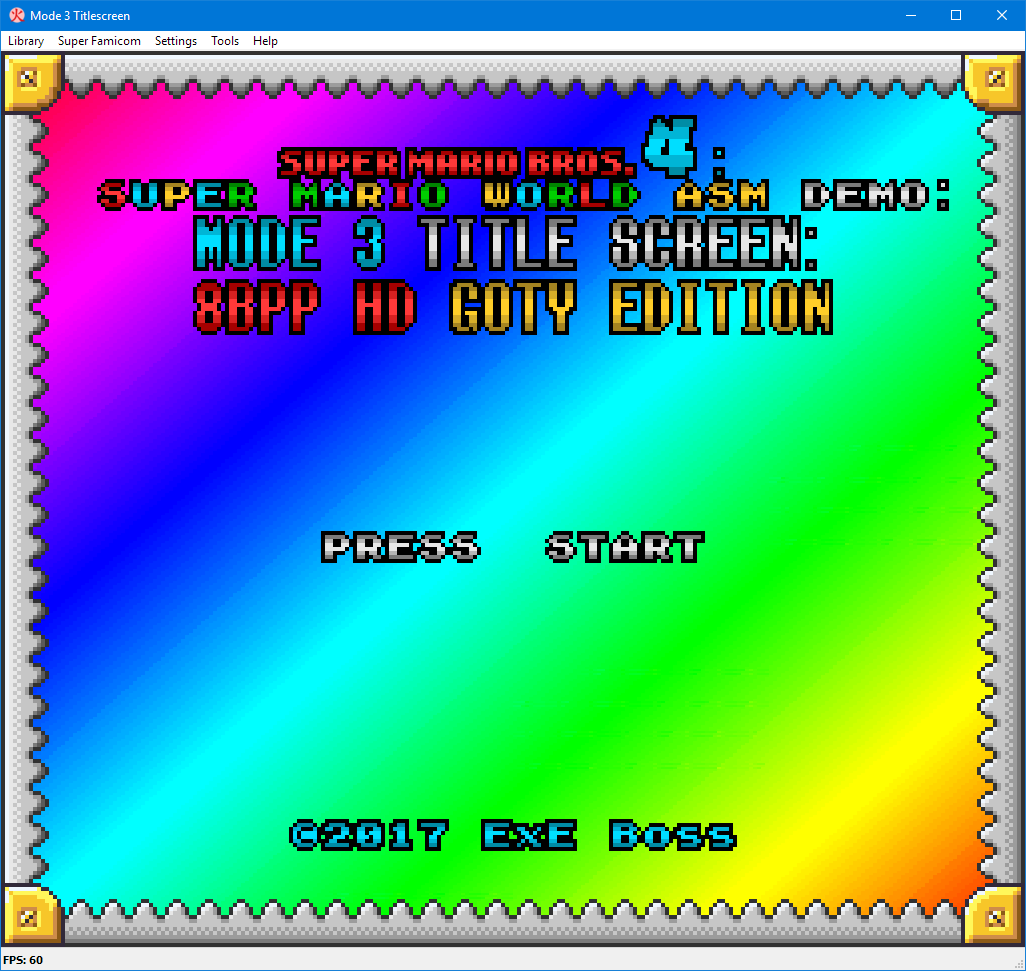 Mode 3 Titlescreen
Library Super Famicom Settings Tools Help
SUPER MARIO BROS. 4:
SUPER MARIO WORLD ASM DEMO:
MODE 3 TITLE SCREEN:
8BPP HD GOTY EDITION
PRESS START
©2017 EXE BOSS
FPS: 60